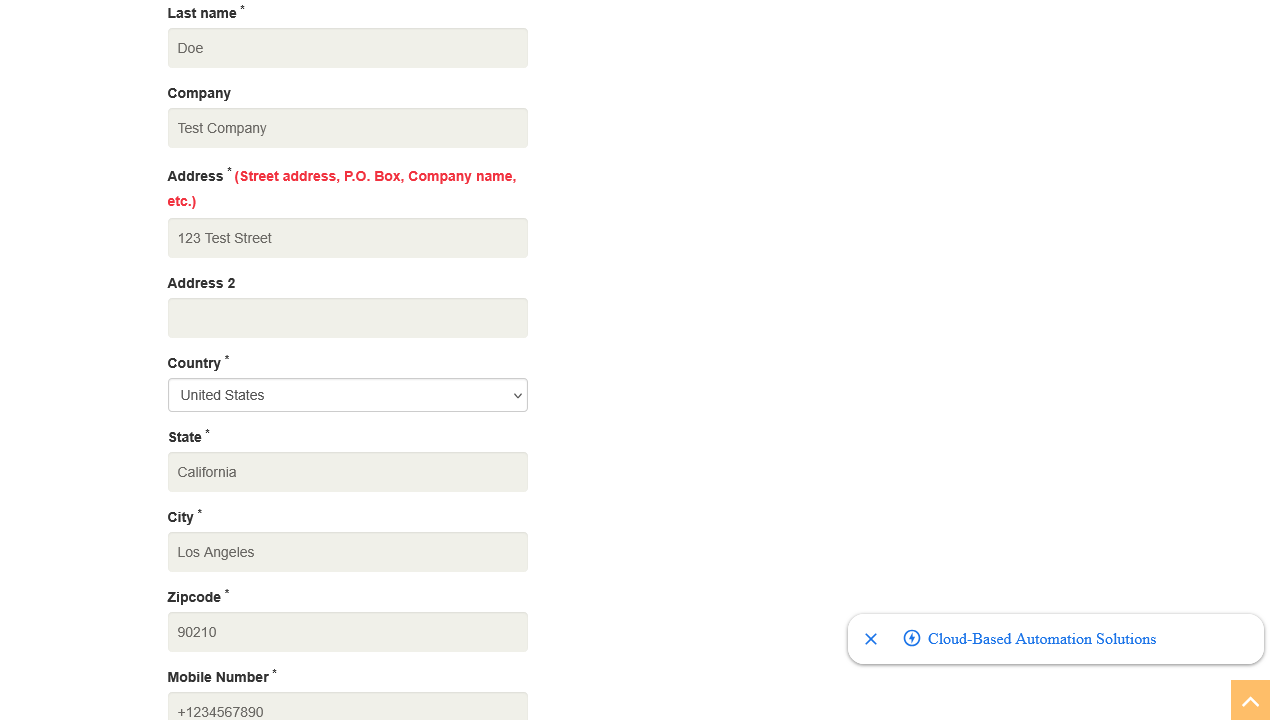 Last name *
Doe
Company
Test Company
Address * (Street address, P.O. Box, Company name,
etc.)
123 Test Street
Address 2
Country *
United States
State *
California
City *
Los Angeles
Zipcode *
90210
Cloud-Based Automation Solutions
Mobile Number *
+1234567890